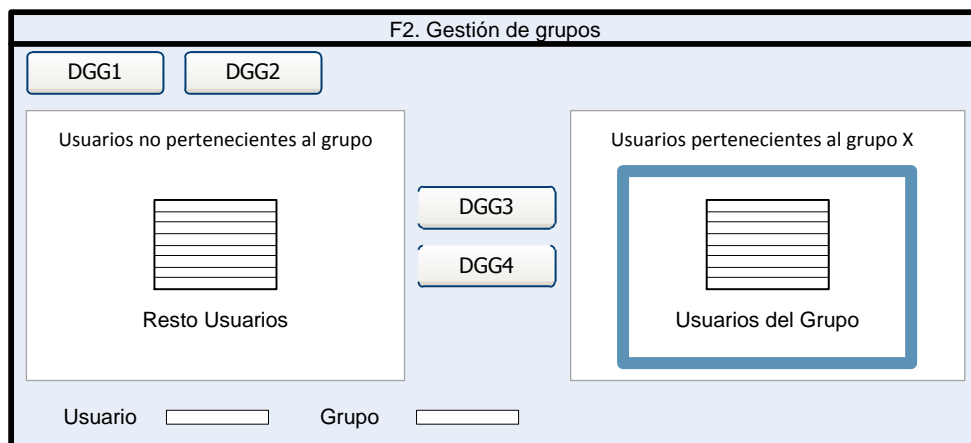 F2. Gestión de grupos
DGG1
DGG2
Usuarios no pertenecientes al grupo
Usuarios pertenecientes al grupo X
DGG3
DGG4
Resto Usuarios
Usuarios del Grupo
Usuario
Grupo